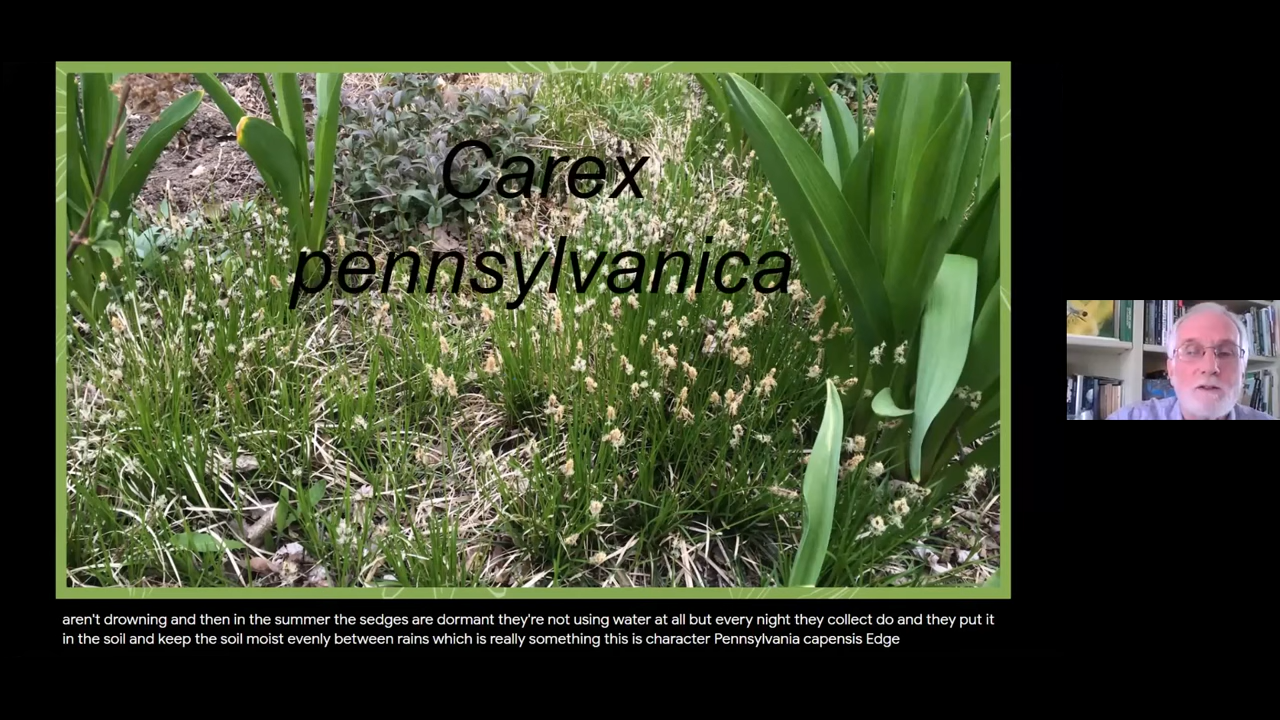 Carex
pennsylvanica
aren't drowning and then in the summer the sedges are dormant they're not using water at all but every night they collect do and they put it
in the soil and keep the soil moist evenly between rains which is really something this is character Pennsylvania capensis Edge